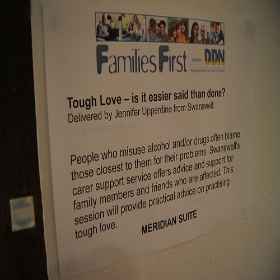 Families First
DDN
Tough Love – is it easier said than done?
Delivered by Jennifer Upperdine from Swanswell
People who misuse alcohol and/or drugs often blame
those closest to them for their problems. Swanswell's
carer support service offers advice and support for
family members and friends who are affected. This
session will provide practical advice on practising
tough love.
MERIDIAN SUITE